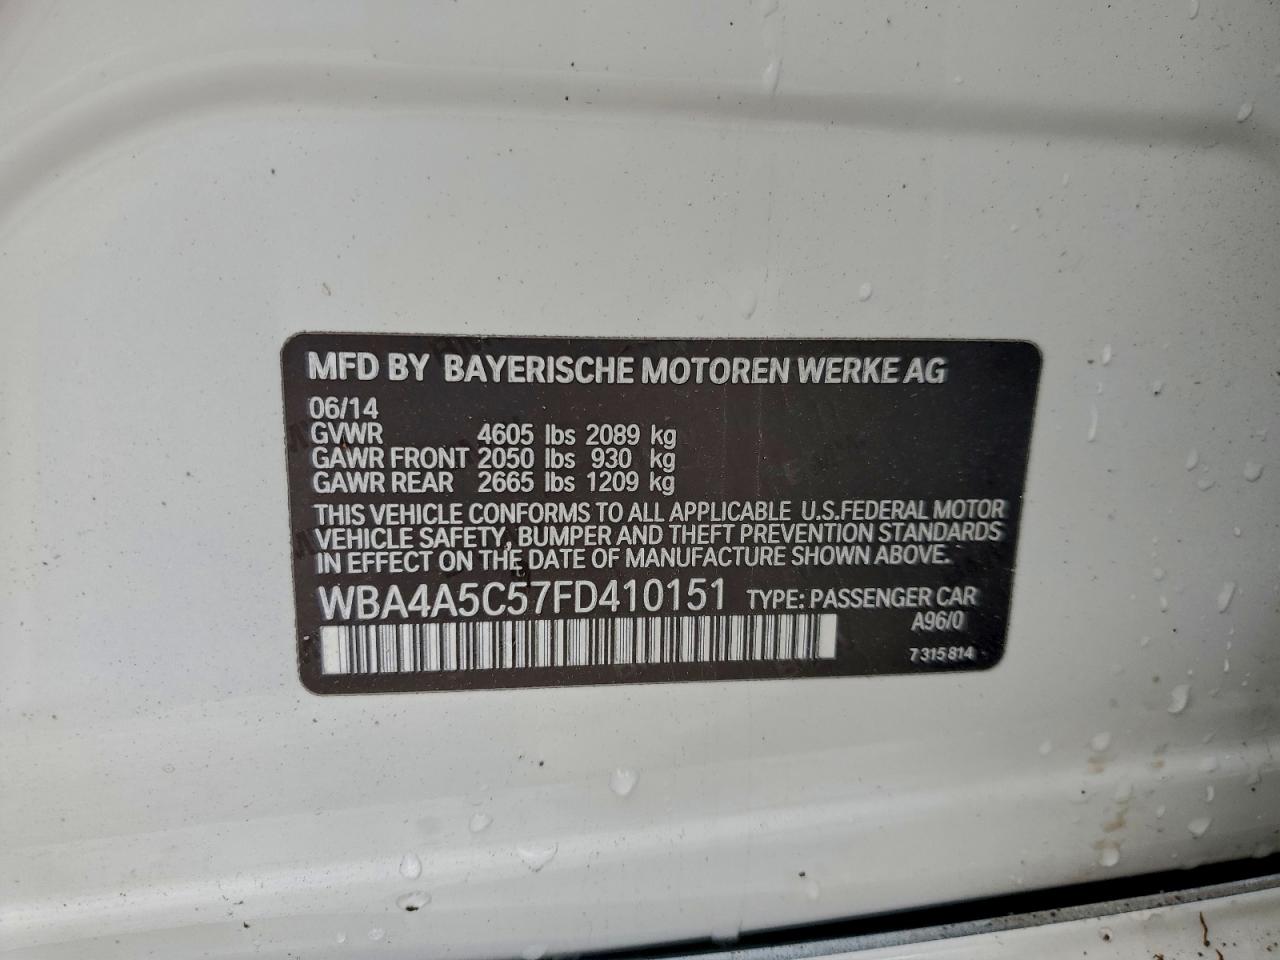 MFD BY BAYERISCHE MOTOREN WERKE AG
06/14
GVWR 4605 lbs 2089 kg
GAWR FRONT 2050 lbs 930 kg
GAWR REAR 2665 lbs 1209 kg
THIS VEHICLE CONFORMS TO ALL APPLICABLE U.S.FEDERAL MOTOR
VEHICLE SAFETY, BUMPER AND THEFT PREVENTION STANDARDS
IN EFFECT ON THE DATE OF MANUFACTURE SHOWN ABOVE.
WBA4A5C57FD410151 TYPE: PASSENGER CAR
A96/0
7 315 814